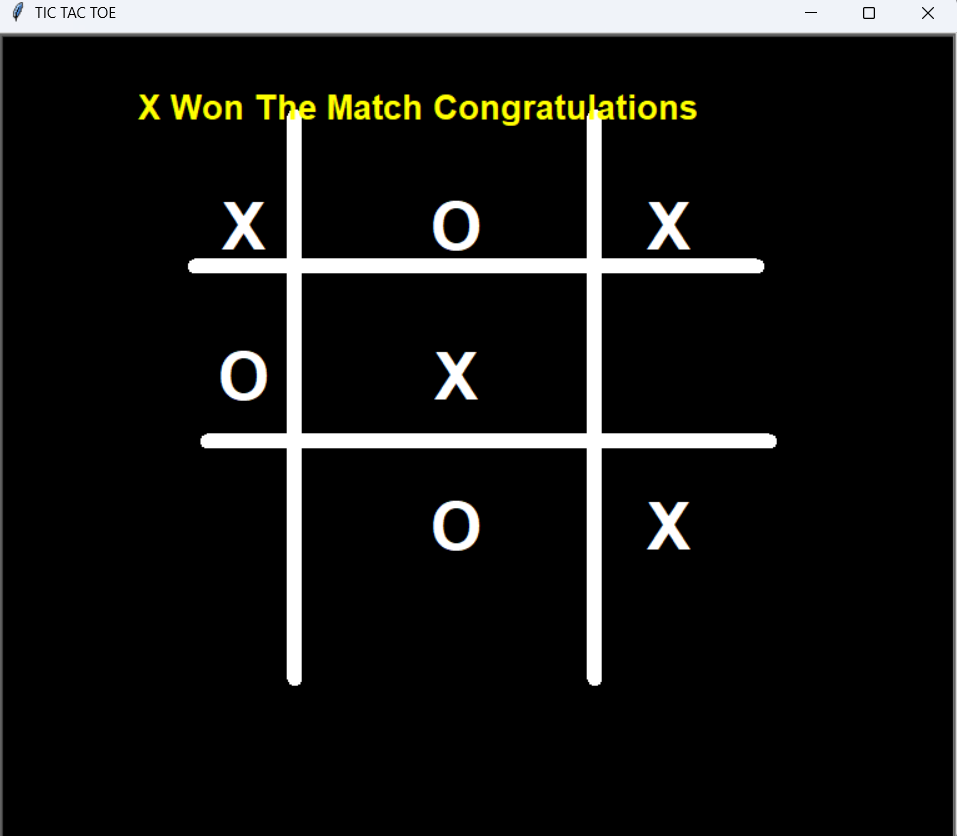 TIC TAC TOE
X Won The Match Congratulations
X O X
O X
O X